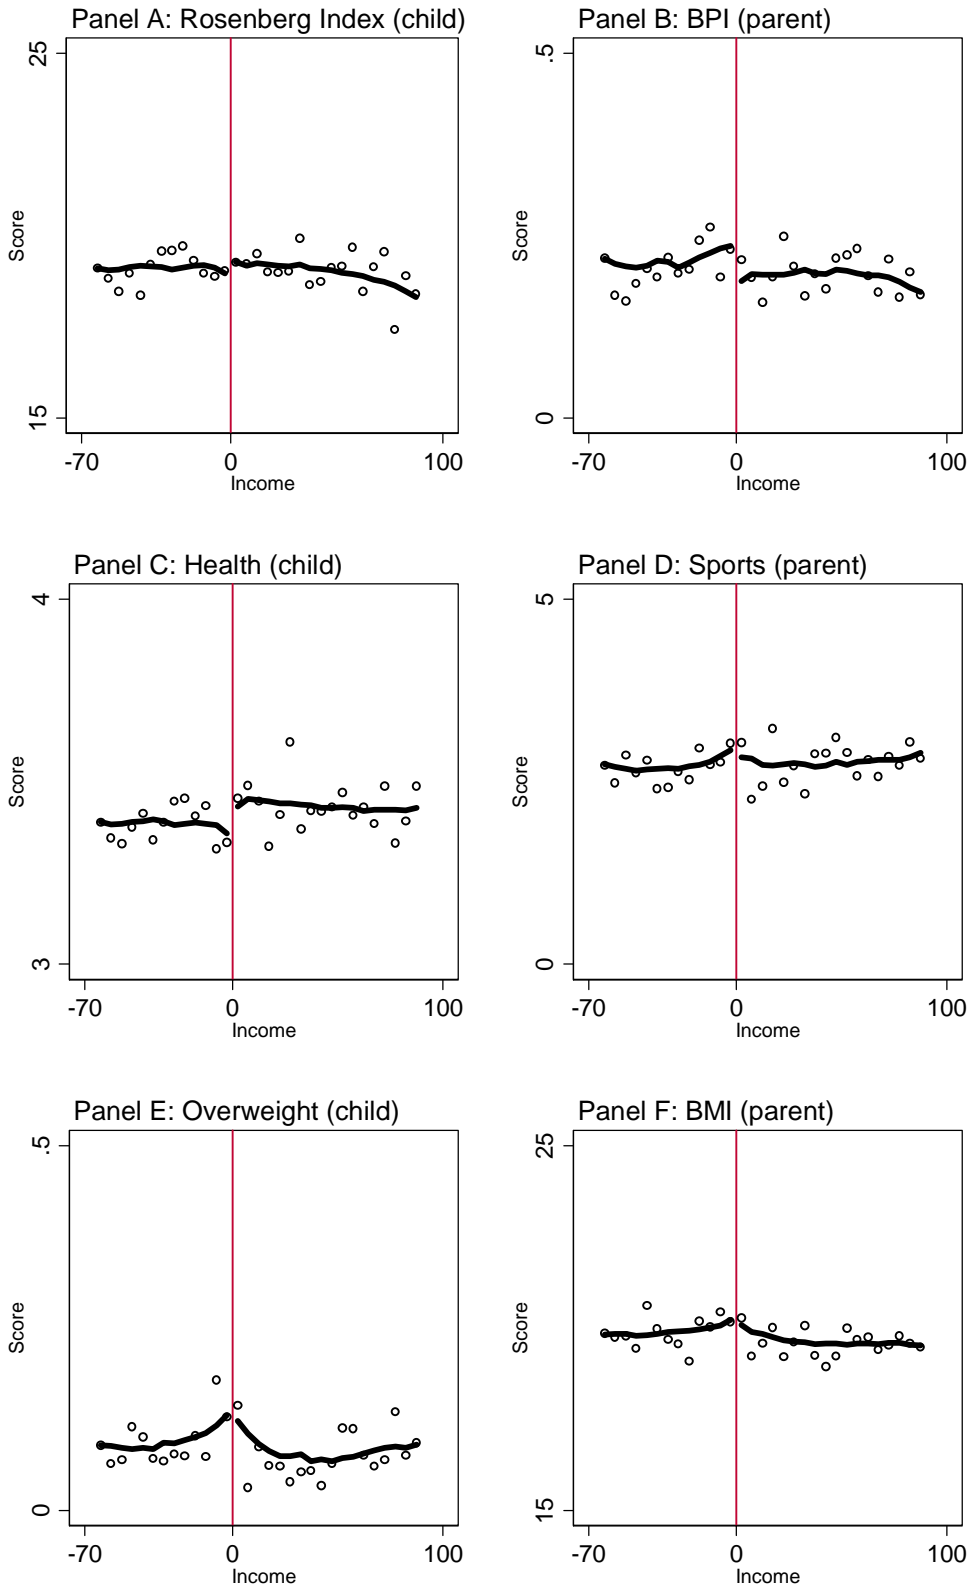 Panel A: Rosenberg Index (child)
25
15
Score
-70 0 100
Income
Panel B: BPI (parent)
.5
0
Score
-70 0 100
Income
Panel C: Health (child)
4
3
Score
-70 0 100
Income
Panel D: Sports (parent)
5
0
Score
-70 0 100
Income
Panel E: Overweight (child)
.5
0
Score
-70 0 100
Income
Panel F: BMI (parent)
25
15
Score
-70 0 100
Income